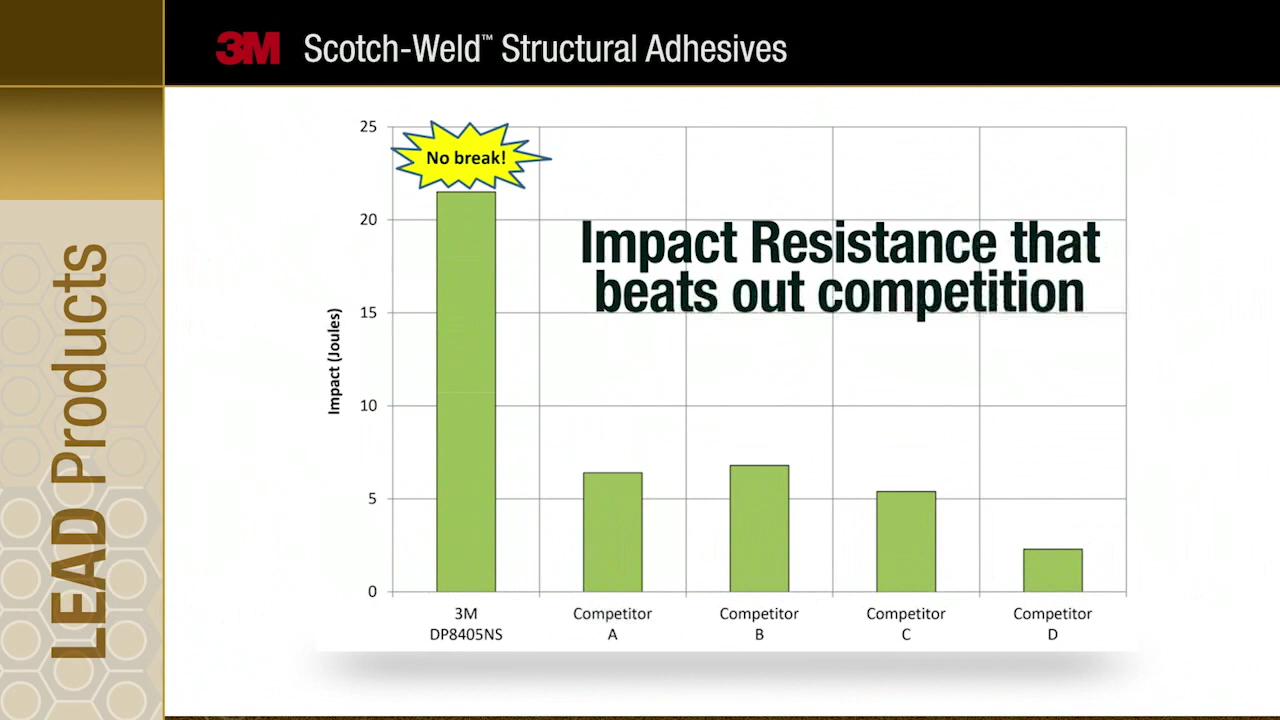 3M Scotch-Weld™ Structural Adhesives
LEAD Products
No break!
Impact Resistance that
beats out competition
Impact (Joules)
25
20
15
10
5
0
3M
DP8405NS
Competitor
A
Competitor
B
Competitor
C
Competitor
D